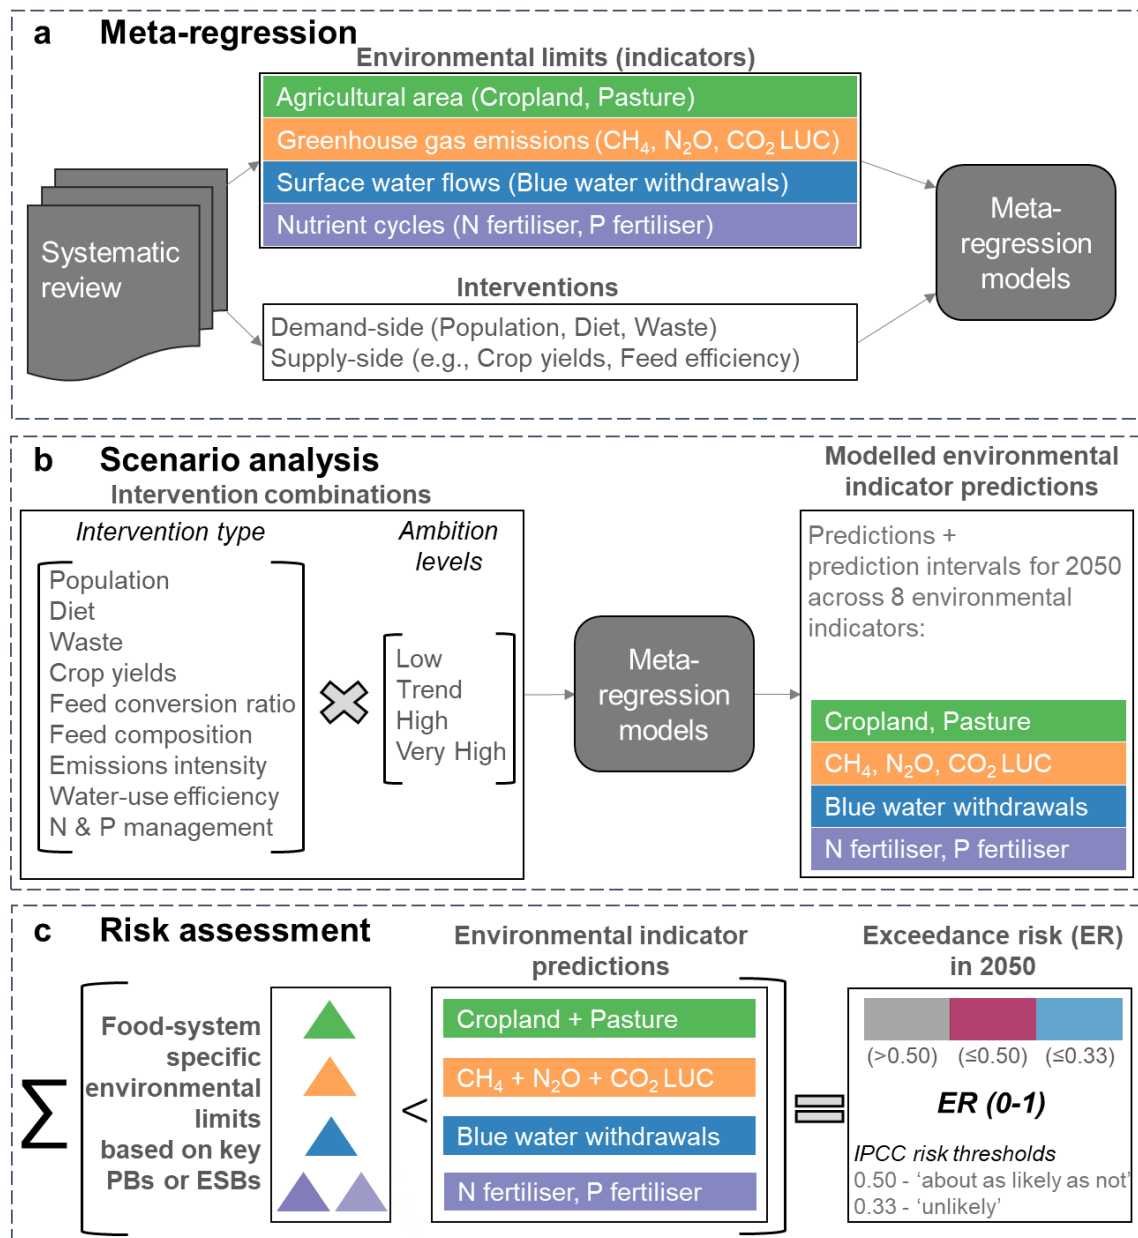 a Meta-regression
Environmental limits (indicators)
Agricultural area (Cropland, Pasture)
Greenhouse gas emissions (CH₄, N₂O, CO₂ LUC)
Surface water flows (Blue water withdrawals)
Nutrient cycles (N fertiliser, P fertiliser)
Systematic
review
Interventions
Demand-side (Population, Diet, Waste)
Supply-side (e.g., Crop yields, Feed efficiency)
Meta-
regression
models
b Scenario analysis
Intervention combinations
Intervention type
Population
Diet
Waste
Crop yields
Feed conversion ratio
Feed composition
Emissions intensity
Water-use efficiency
N & P management
Ambition
levels
Low
Trend
High
Very High
Meta-
regression
models
Modelled environmental
indicator predictions
Predictions +
prediction intervals for 2050
across 8 environmental
indicators:
Cropland, Pasture
CH₄, N₂O, CO₂ LUC
Blue water withdrawals
N fertiliser, P fertiliser
c Risk assessment
∑
Food-system
specific
environmental
limits
based on key
PBs or ESBs
<
Environmental indicator
predictions
Cropland + Pasture
CH₄ + N₂O + CO₂ LUC
Blue water withdrawals
N fertiliser, P fertiliser
=
Exceedance risk (ER)
in 2050
(>0.50) (≤0.50) (≤0.33)
ER (0-1)
IPCC risk thresholds
0.50 - ‘about as likely as not’
0.33 - ‘unlikely’